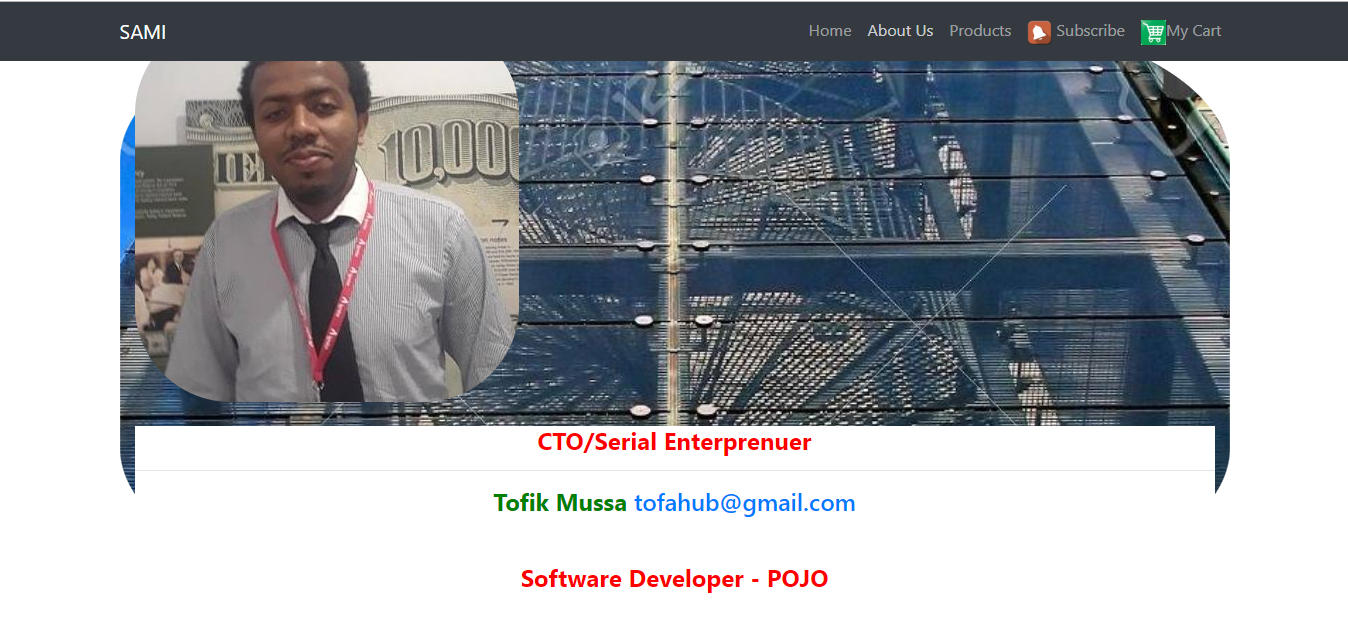 SAMI Home About Us Products Subscribe My Cart
10,000
CTO/Serial Enterprenuer
Tofik Mussa tofahub@gmail.com
Software Developer - POJO